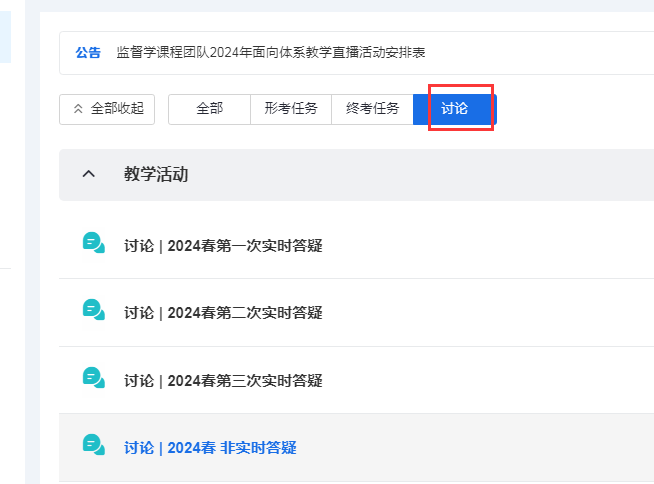 公告 监督学课程团队2024年面向体系教学直播活动安排表
全部收起 全部 形考任务 终考任务 讨论
教学活动
讨论 | 2024春第一次实时答疑
讨论 | 2024春第二次实时答疑
讨论 | 2024春第三次实时答疑
讨论 | 2024春 非实时答疑